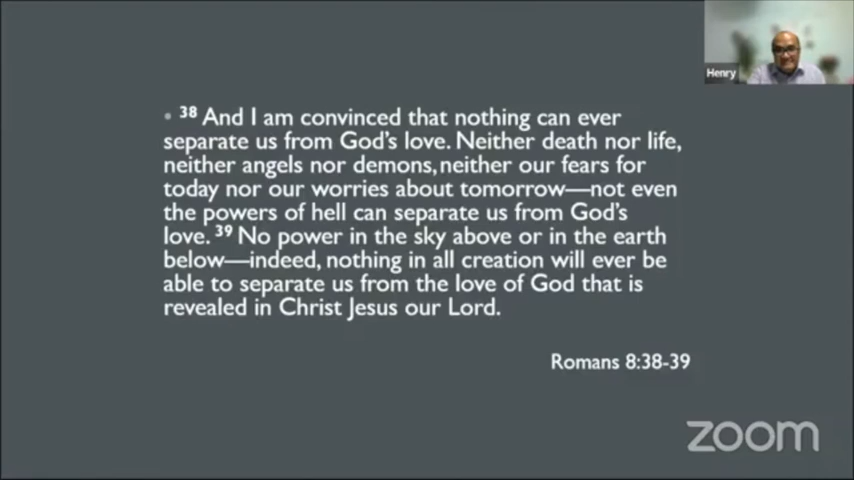 Henry
• 38 And I am convinced that nothing can ever
separate us from God's love. Neither death nor life,
neither angels nor demons, neither our fears for
today nor our worries about tomorrow—not even
the powers of hell can separate us from God's
love. 39 No power in the sky above or in the earth
below—indeed, nothing in all creation will ever be
able to separate us from the love of God that is
revealed in Christ Jesus our Lord.
Romans 8:38-39
zoom